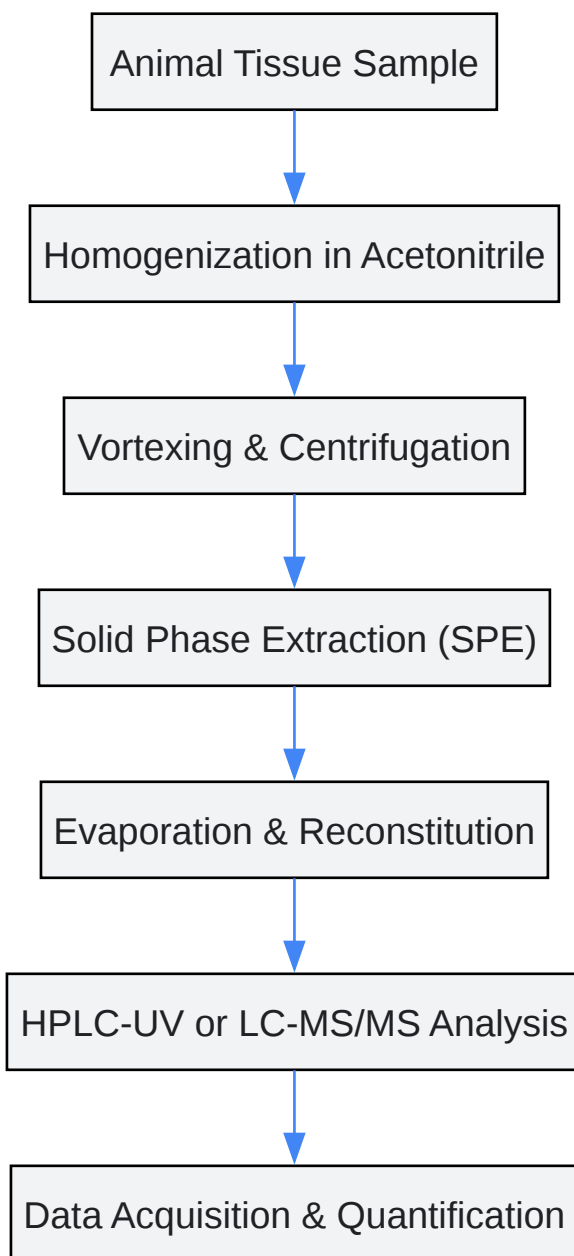 Animal Tissue Sample
Homogenization in Acetonitrile
Vortexing & Centrifugation
Solid Phase Extraction (SPE)
Evaporation & Reconstitution
HPLC-UV or LC-MS/MS Analysis
Data Acquisition & Quantification